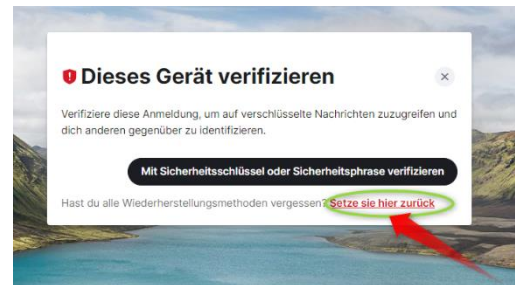 Dieses Gerät verifizieren
Verifiziere diese Anmeldung, um auf verschlüsselte Nachrichten zuzugreifen und
dich anderen gegenüber zu identifizieren.
Mit Sicherheitsschlüssel oder Sicherheitsphrase verifizieren
Hast du alle Wiederherstellungsmethoden vergessen? Setze sie hier zurück